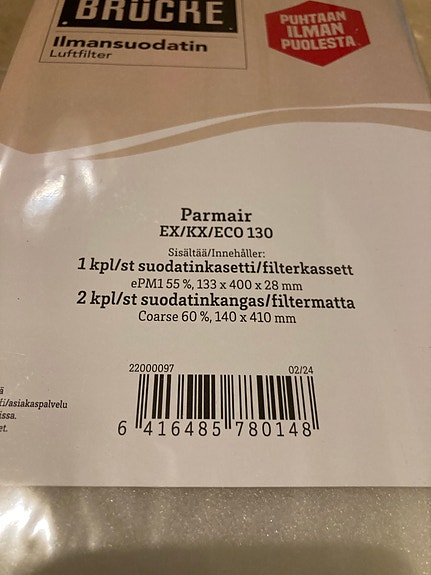 BRÜCKE
Ilmansuodatin
Luftfilter
PUHTAAN
ILMAN
PUOLESTA
Parmair
EX/KX/ECO 130
Sisältää/Innehåller:
1 kpl/st suodatinkasetti/filterkassett
ePM1 55 %, 133 x 400 x 28 mm
2 kpl/st suodatinkangas/filtermatta
Coarse 60 %, 140 x 410 mm
22000097 02/24
fi/asiakaspalvelu
6 416485 780148